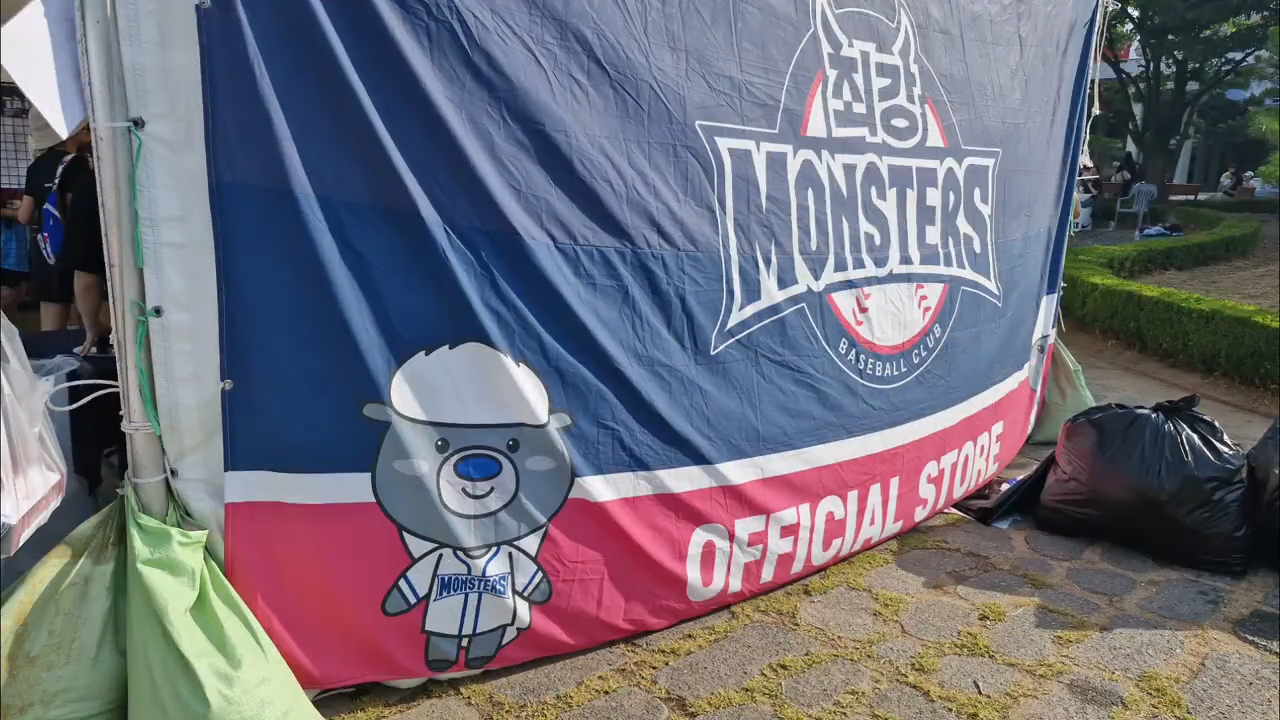 최강
MONSTERS
BASEBALL CLUB
OFFICIAL STORE
MONSTERS